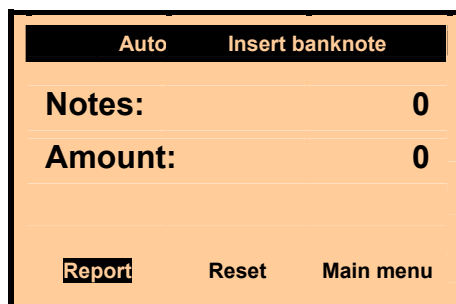 Auto Insert banknote
Notes: 0
Amount: 0
Report Reset Main menu